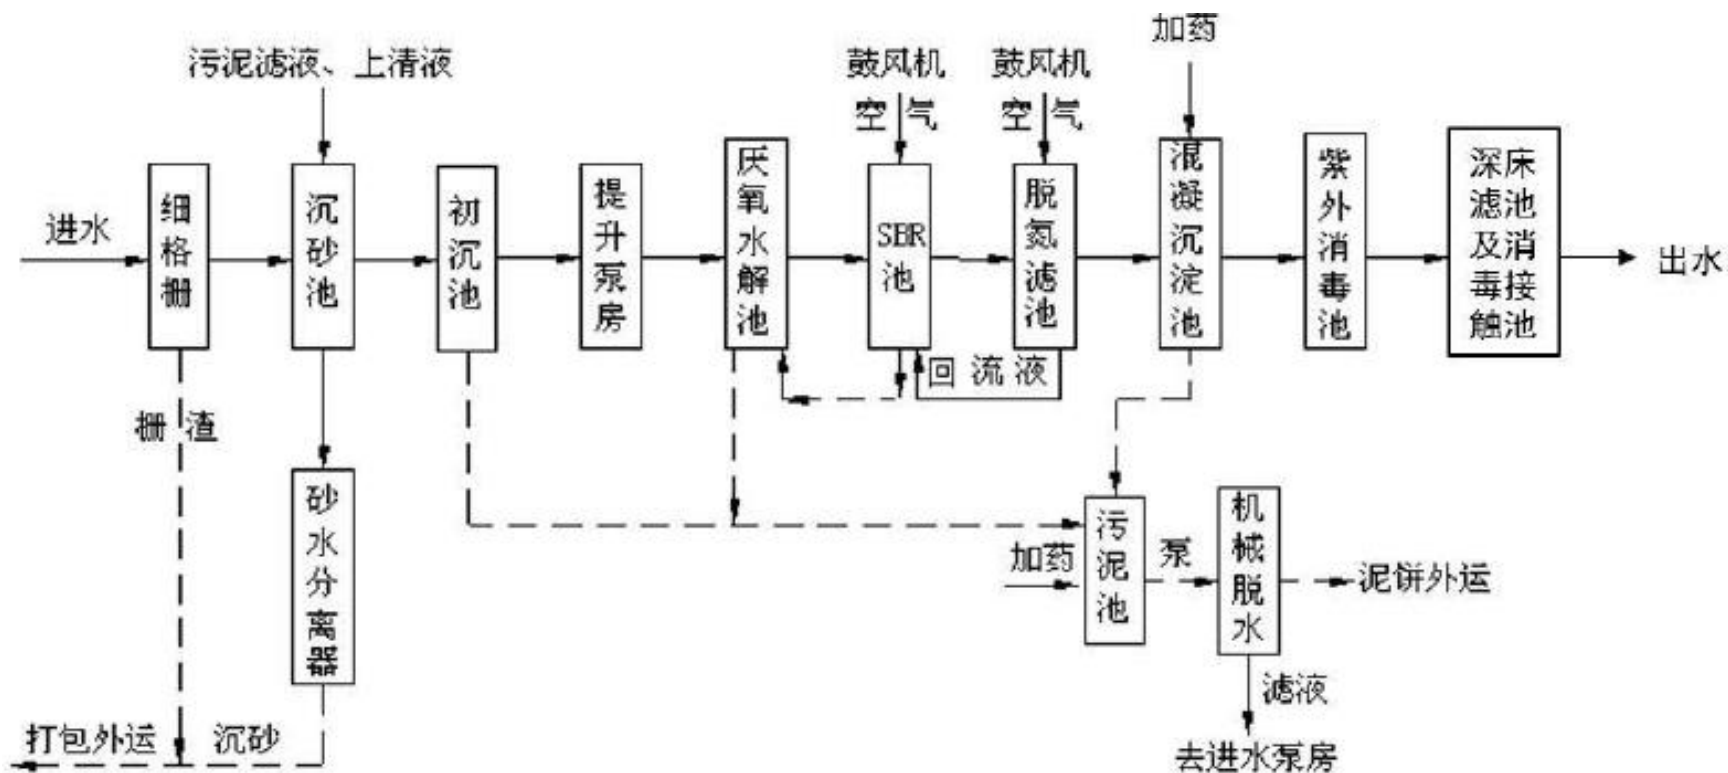 加药
污泥滤液、上清液
鼓风机
空气
鼓风机
空气
进水
细格栅
沉砂池
初沉池
提升泵房
厌氧水解池
SBR
池
脱氮滤池
混凝沉淀池
紫外消毒池
深床
滤池
及消
毒接
触池
出水
回流液
栅渣
砂水分离器
加药
污泥池
泵
机械脱水
泥饼外运
滤液
去进水泵房
打包外运
沉砂